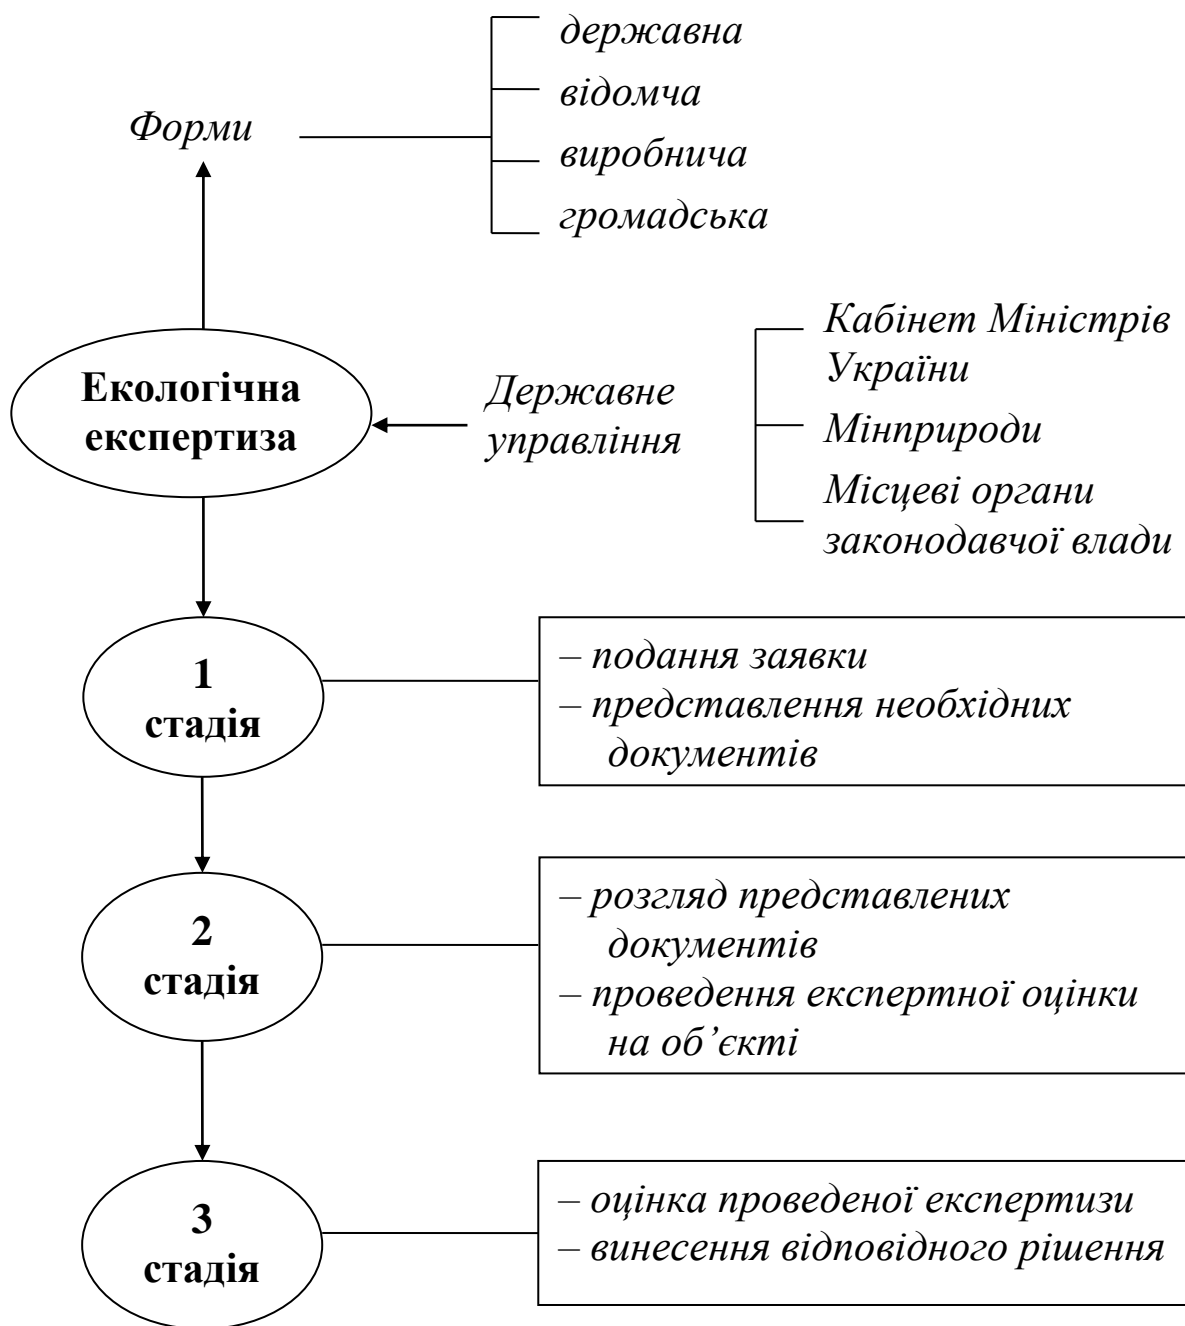 державна
відомча
Форми
виробнича
громадська
Кабінет Міністрів
України
Екологічна
експертиза
Державне
управління
Мінприроди
Місцеві органи
законодавчої влади
1
стадія
– подання заявки
– представлення необхідних
документів
2
стадія
– розгляд представлених
документів
– проведення експертної оцінки
на об’єкті
3
стадія
– оцінка проведеної експертизи
– винесення відповідного рішення